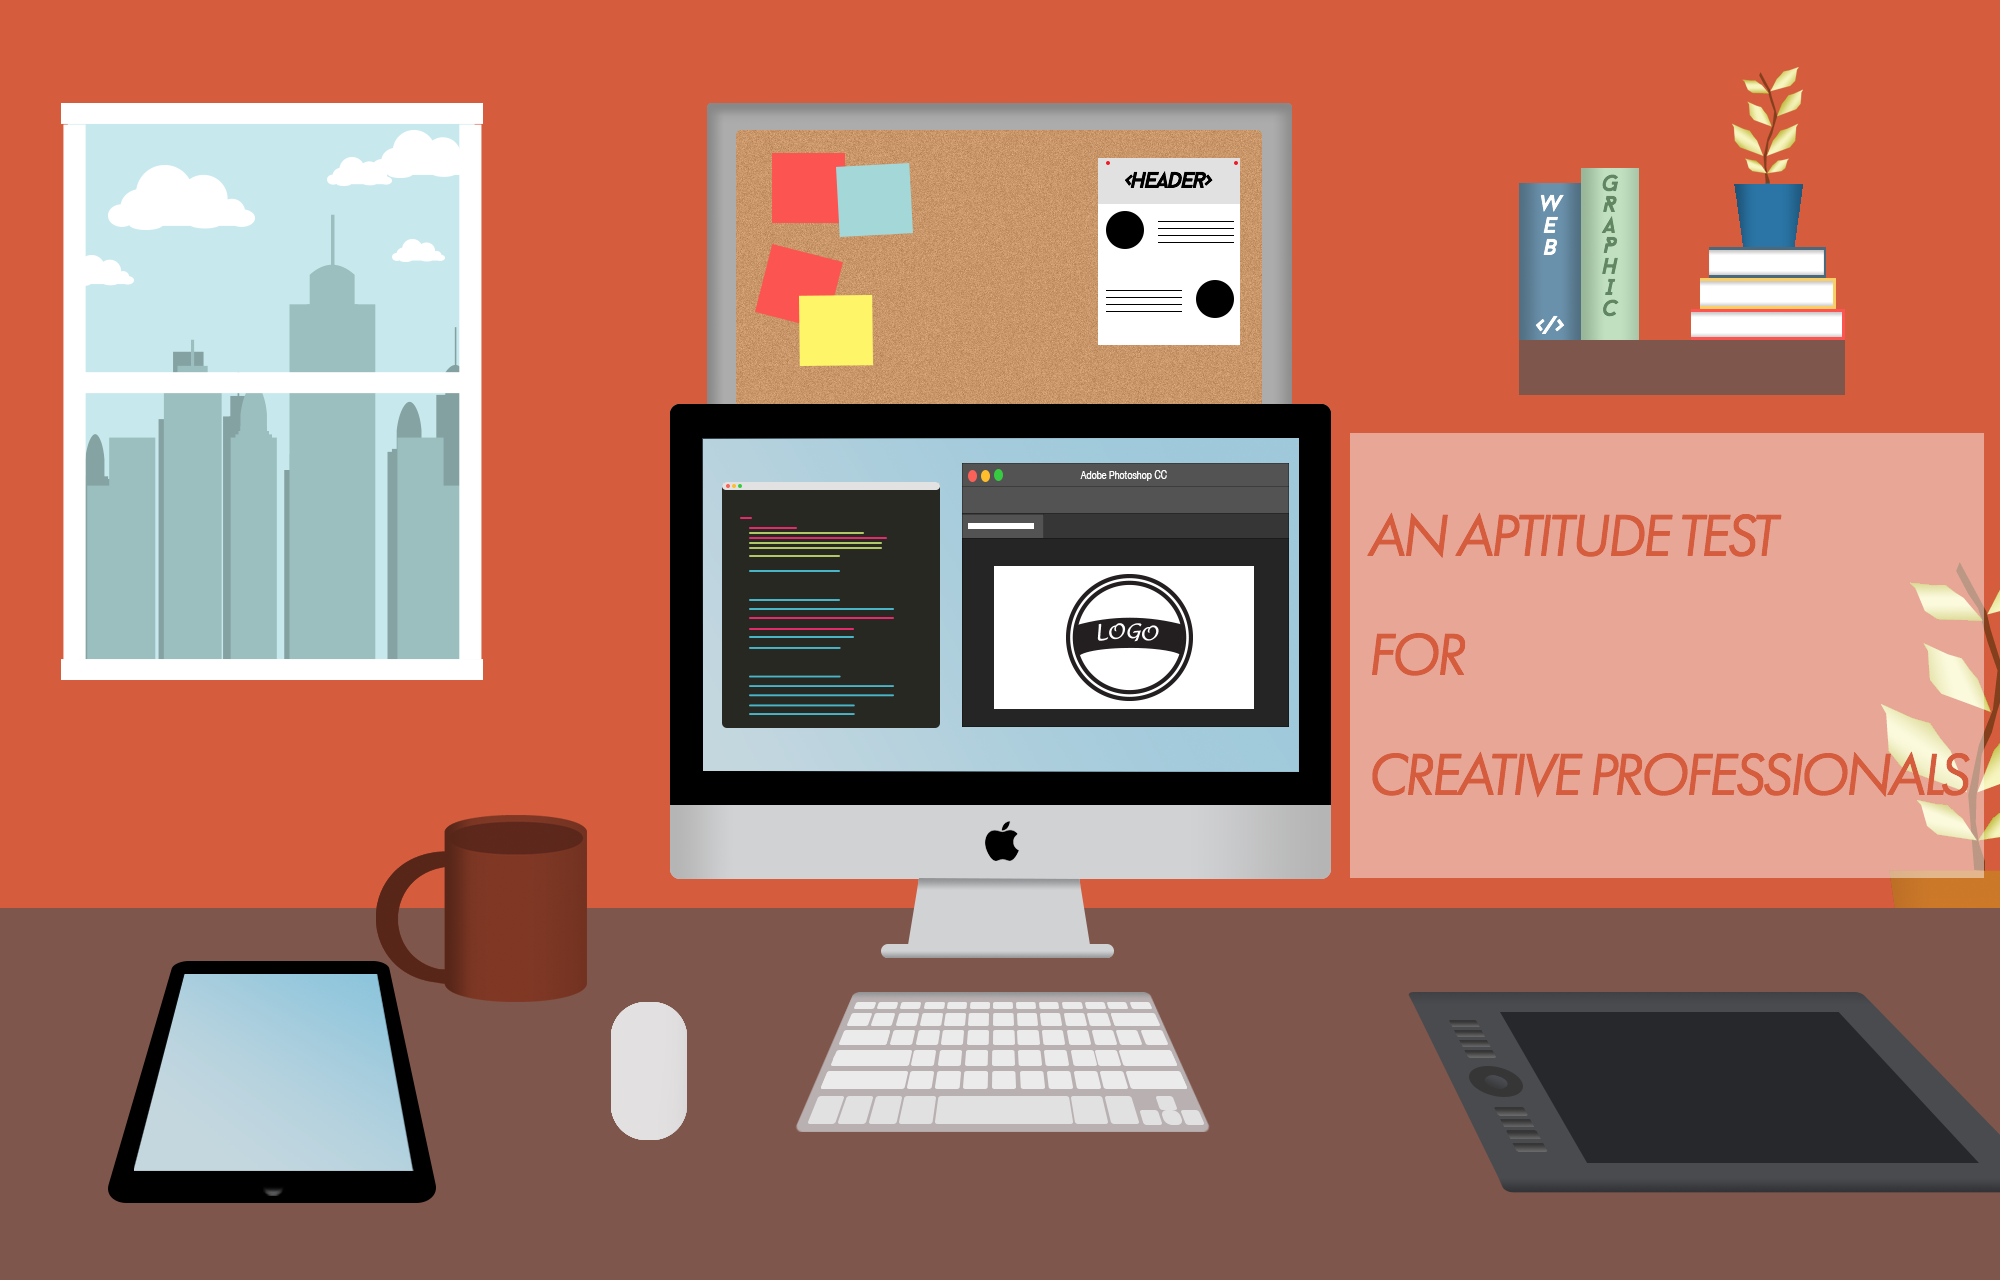 <HEADER>
WEB
</>
GRAPHIC
Adobe Photoshop CC
LOGO
AN APTITUDE TEST
FOR
CREATIVE PROFESSIONALS